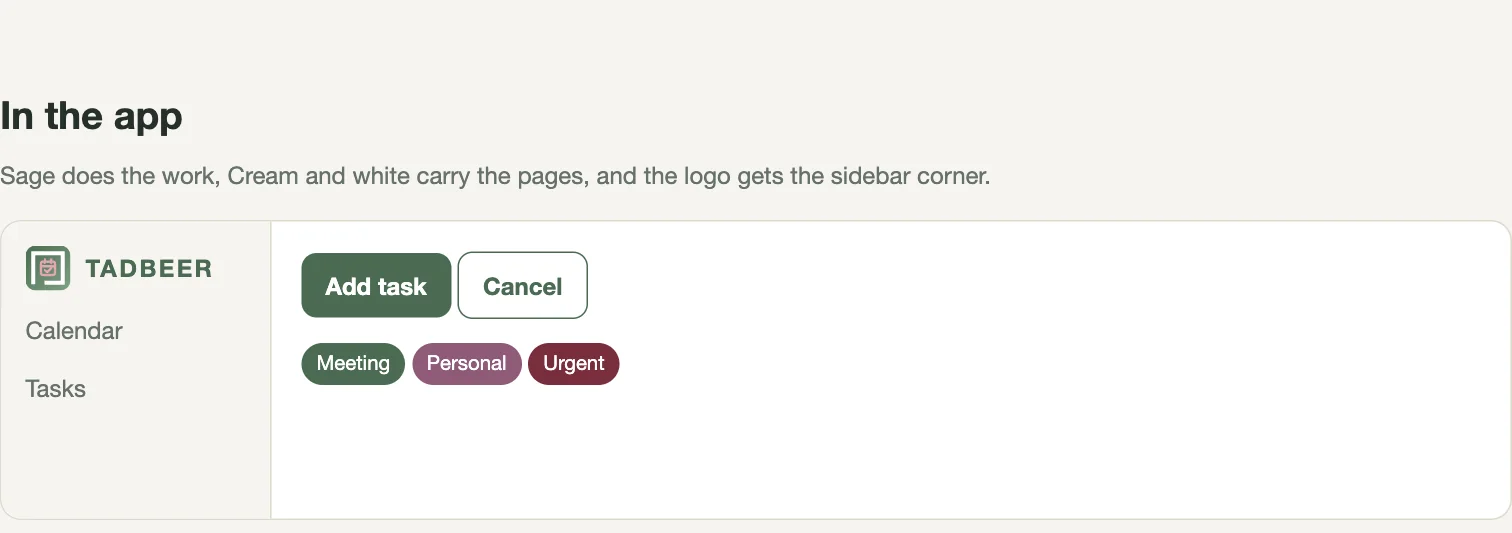 In the app
Sage does the work, Cream and white carry the pages, and the logo gets the sidebar corner.
TADBEER
Calendar
Tasks
Add task
Cancel
Meeting
Personal
Urgent